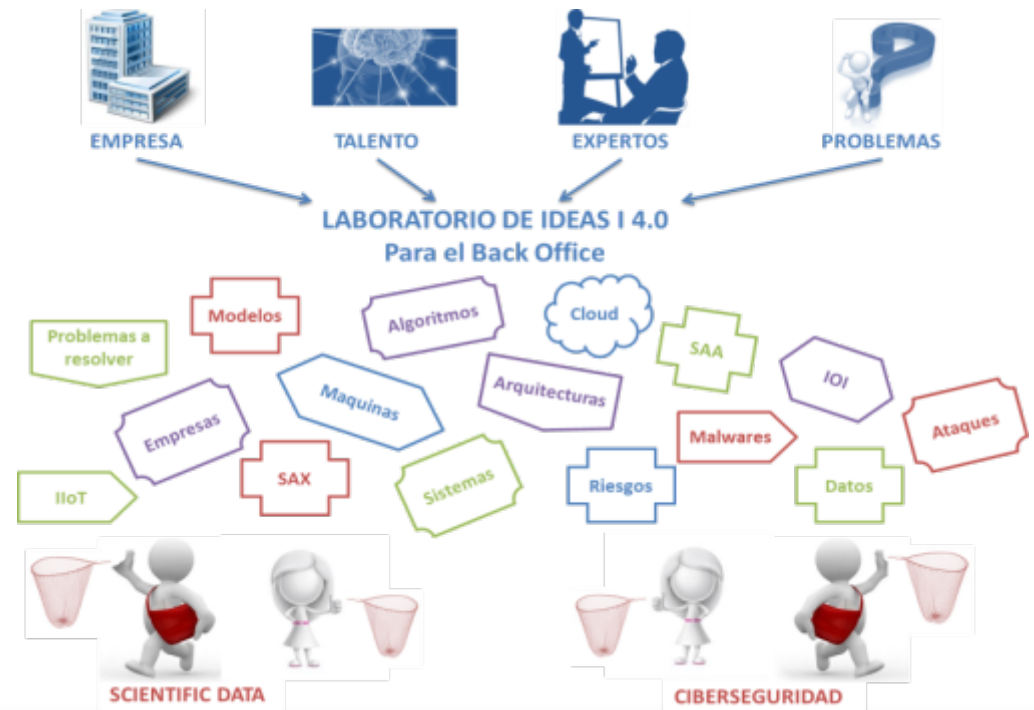 EMPRESA
TALENTO
EXPERTOS
PROBLEMAS
LABORATORIO DE IDEAS I 4.0
Para el Back Office
Problemas a
resolver
Modelos
Algoritmos
Cloud
SAA
IOI
Empresas
Maquinas
Arquitecturas
Malwares
Ataques
IIoT
SAX
Sistemas
Riesgos
Datos
SCIENTIFIC DATA
CIBERSEGURIDAD